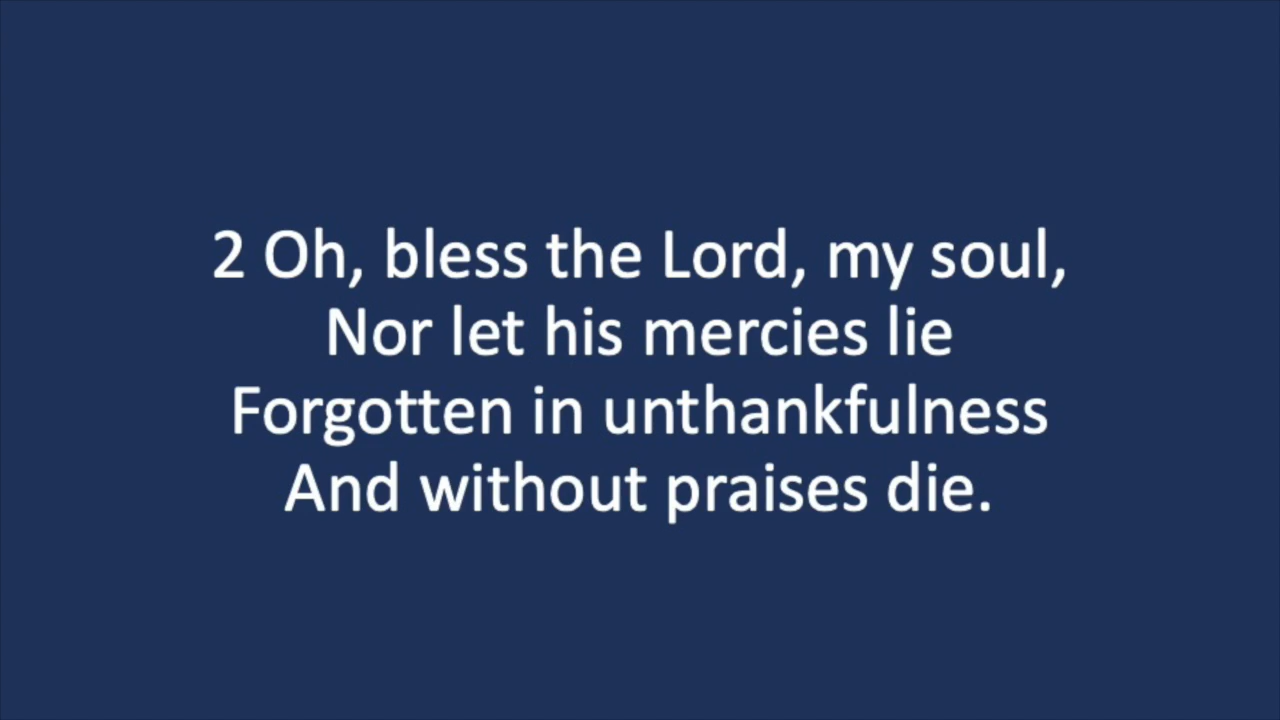 2 Oh, bless the Lord, my soul,
Nor let his mercies lie
Forgotten in unthankfulness
And without praises die.